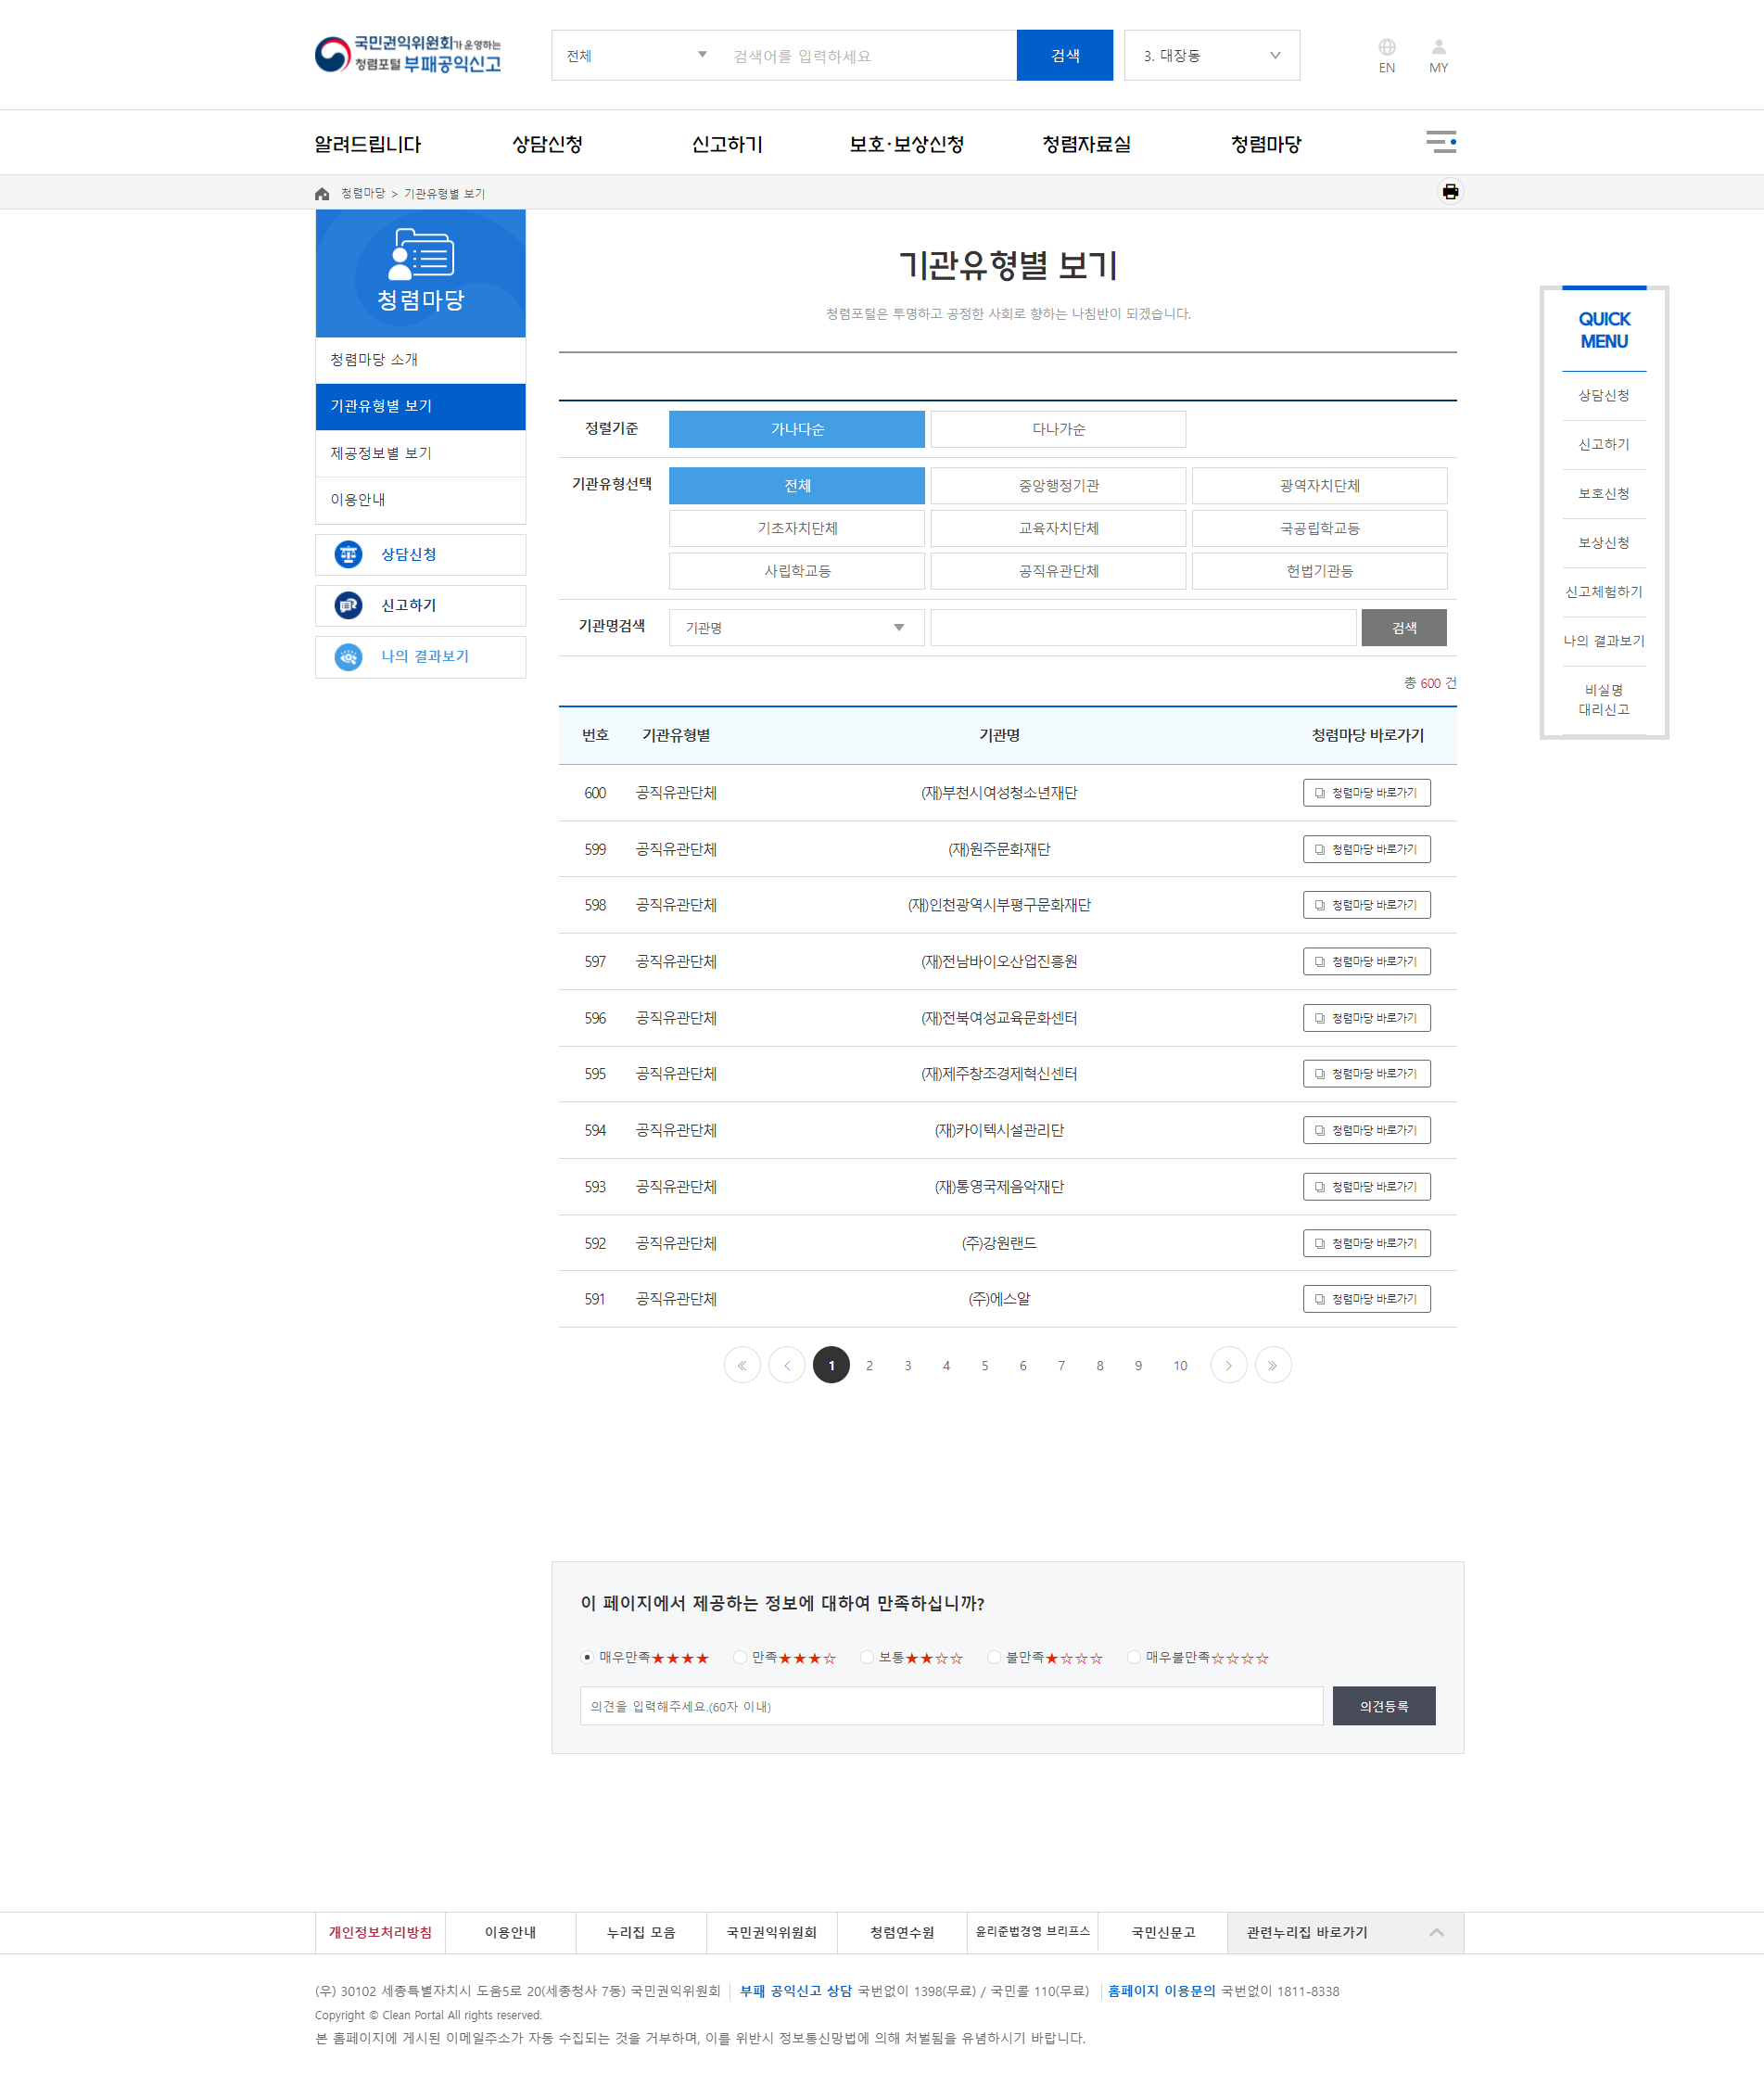 국민권익위원회가 운영하는
청렴포털 부패공익신고
전체
검색어를 입력하세요
검색
3. 대장동
EN
MY
알려드립니다
상담신청
신고하기
보호·보상신청
청렴자료실
청렴마당
청렴마당 > 기관유형별 보기
청렴마당
청렴마당 소개
기관유형별 보기
제공정보별 보기
이용안내
상담신청
신고하기
나의 결과보기
기관유형별 보기
청렴포털은 투명하고 공정한 사회로 향하는 나침반이 되겠습니다.
정렬기준
가나다순
다나가순
기관유형선택
전체
중앙행정기관
광역자치단체
기초자치단체
교육자치단체
국공립학교등
사립학교등
공직유관단체
헌법기관등
기관명검색
기관명
검색
총 600 건
번호 기관유형별 기관명 청렴마당 바로가기
600 공직유관단체 (재)부천시여성청소년재단 청렴마당 바로가기
599 공직유관단체 (재)원주문화재단 청렴마당 바로가기
598 공직유관단체 (재)인천광역시부평구문화재단 청렴마당 바로가기
597 공직유관단체 (재)전남바이오산업진흥원 청렴마당 바로가기
596 공직유관단체 (재)전북여성교육문화센터 청렴마당 바로가기
595 공직유관단체 (재)제주창조경제혁신센터 청렴마당 바로가기
594 공직유관단체 (재)카이텍시설관리단 청렴마당 바로가기
593 공직유관단체 (재)통영국제음악재단 청렴마당 바로가기
592 공직유관단체 (주)강원랜드 청렴마당 바로가기
591 공직유관단체 (주)에스알 청렴마당 바로가기
1 2 3 4 5 6 7 8 9 10
QUICK
MENU
상담신청
신고하기
보호신청
보상신청
신고체험하기
나의 결과보기
비실명
대리신고
이 페이지에서 제공하는 정보에 대하여 만족하십니까?
매우만족★★★★ 만족★★★☆ 보통★★☆☆ 불만족★☆☆☆ 매우불만족☆☆☆☆
의견을 입력해주세요.(60자 이내)
의견등록
개인정보처리방침
이용안내
누리집 모음
국민권익위원회
청렴연수원
윤리준법경영 브리프스
국민신문고
관련누리집 바로가기
(우) 30102 세종특별자치시 도움5로 20(세종청사 7동) 국민권익위원회 부패 공익신고 상담 국번없이 1398(무료) / 국민콜 110(무료) 홈페이지 이용문의 국번없이 1811-8338
Copyright © Clean Portal All rights reserved.
본 홈페이지에 게시된 이메일주소가 자동 수집되는 것을 거부하며, 이를 위반시 정보통신망법에 의해 처벌됨을 유념하시기 바랍니다.